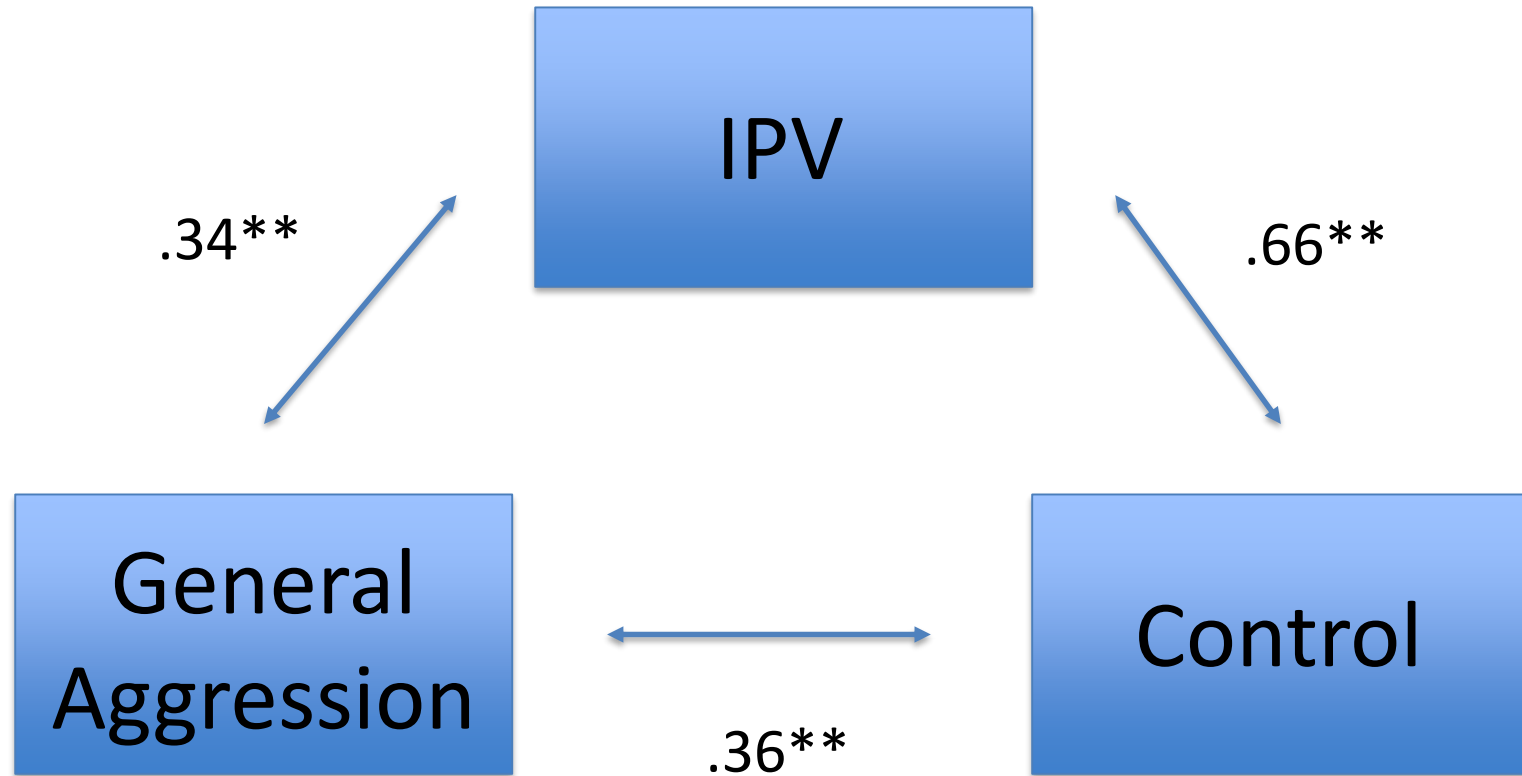 IPV
.34**
.66**
General
Aggression
Control
.36**